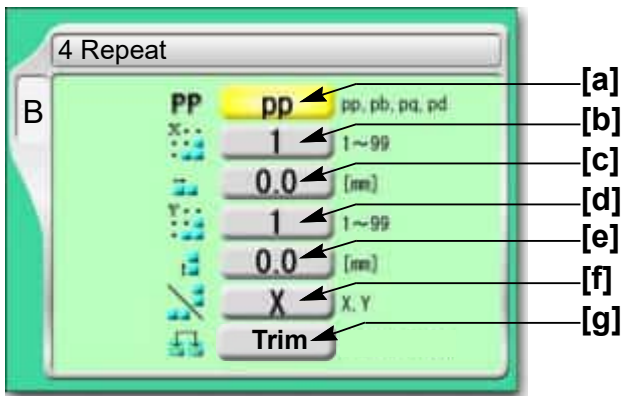 4 Repeat
B
PP pp pp, pb, pq, pd [a]
X 1 1~99 [b]
0.0 [mm] [c]
Y 1 1~99 [d]
0.0 [mm] [e]
X X, Y [f]
Trim [g]